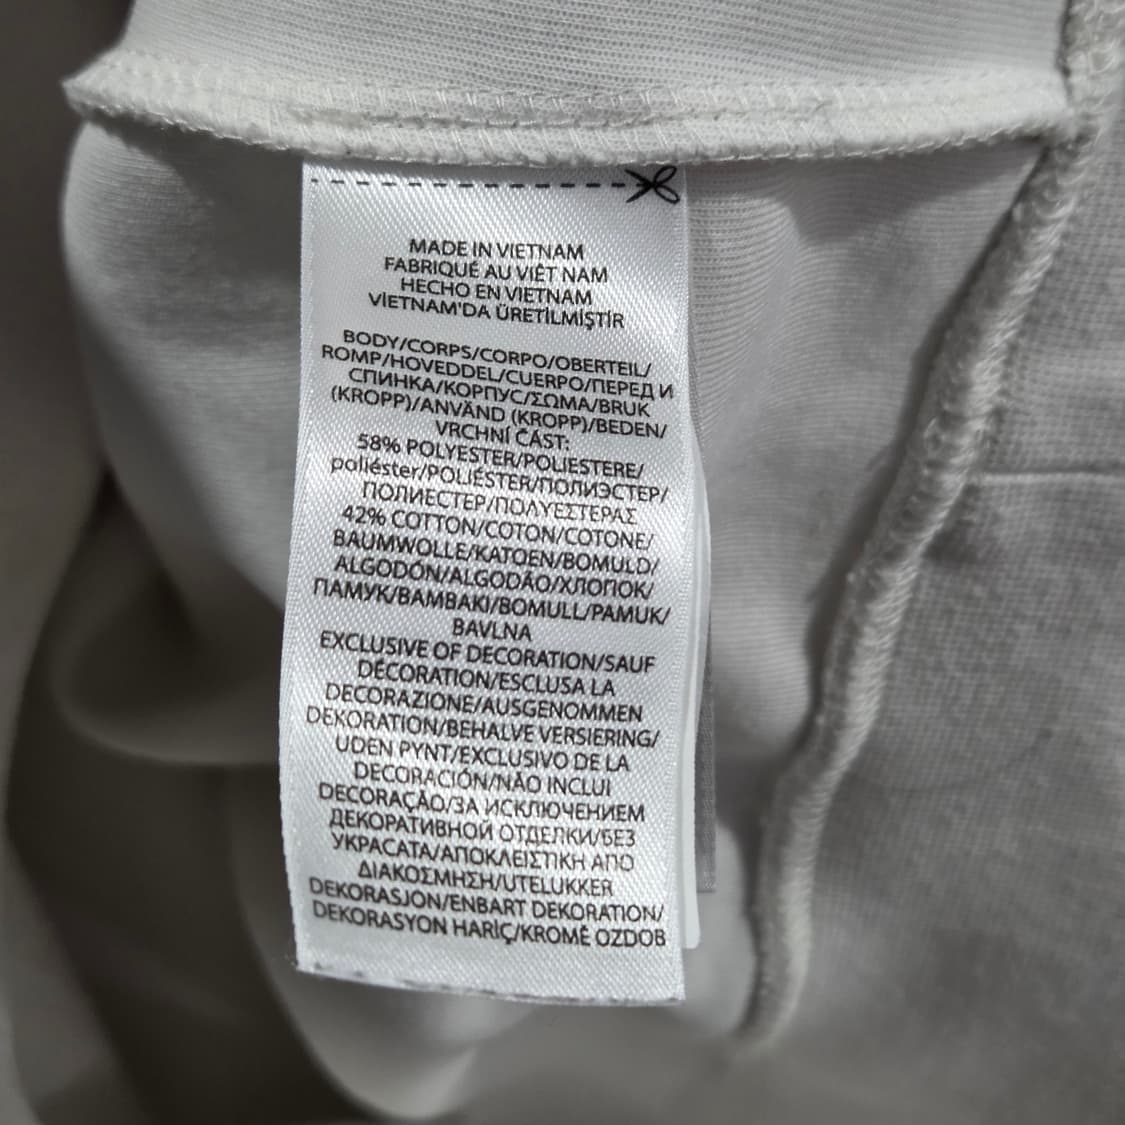 MADE IN VIETNAM
FABRIQUÉ AU VIÊT NAM
HECHO EN VIETNAM
VİETNAM'DA ÜRETİLMİŞTİR
BODY/CORPS/CORPO/OBERTEIL/
ROMP/HOVEDDEL/CUERPO/ПЕРЕД И
СПИНКА/КОРПУС/ΣΩΜΑ/BRUK
(KROPP)/ANVÄND (KROPP)/BEDEN/
VRCHNÍ ČÁST:
58% POLYESTER/POLIESTERE/
poliéster/POLIÉSTER/ПОЛИЭСТЕР/
ПОЛИЕСТЕР/ΠΟΛΥΕΣΤΕΡΑΣ
42% COTTON/COTON/COTONE/
BAUMWOLLE/KATOEN/BOMULD/
ALGODÓN/ALGODÃO/ХЛОПОК/
ПАМУК/ΒΑΜΒΑΚΙ/BOMULL/PAMUK/
BAVLNA
EXCLUSIVE OF DECORATION/SAUF
DÉCORATION/ESCLUSA LA
DECORAZIONE/AUSGENOMMEN
DEKORATION/BEHALVE VERSIERING/
UDEN PYNT/EXCLUSIVO DE LA
DECORACIÓN/NÃO INCLUI
DECORAÇÃO/ЗА ИСКЛЮЧЕНИЕМ
ДЕКОРАТИВНОЙ ОТДЕЛКИ/БЕЗ
УКРАСАТА/ΑΠΟΚΛΕΙΣΤΙΚΗ ΑΠΟ
ΔΙΑΚΟΣΜΗΣΗ/UTELUKKER
DEKORASJON/ENBART DEKORATION/
DEKORASYON HARİÇ/KROMĚ OZDOB